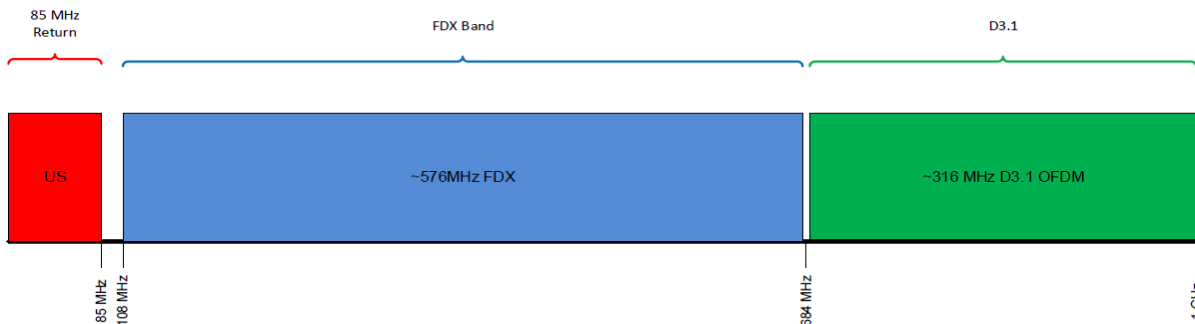 85 MHz
Return
FDX Band
D3.1
US
~576MHz FDX
~316 MHz D3.1 OFDM
85 MHz
108 MHz
684 MHz